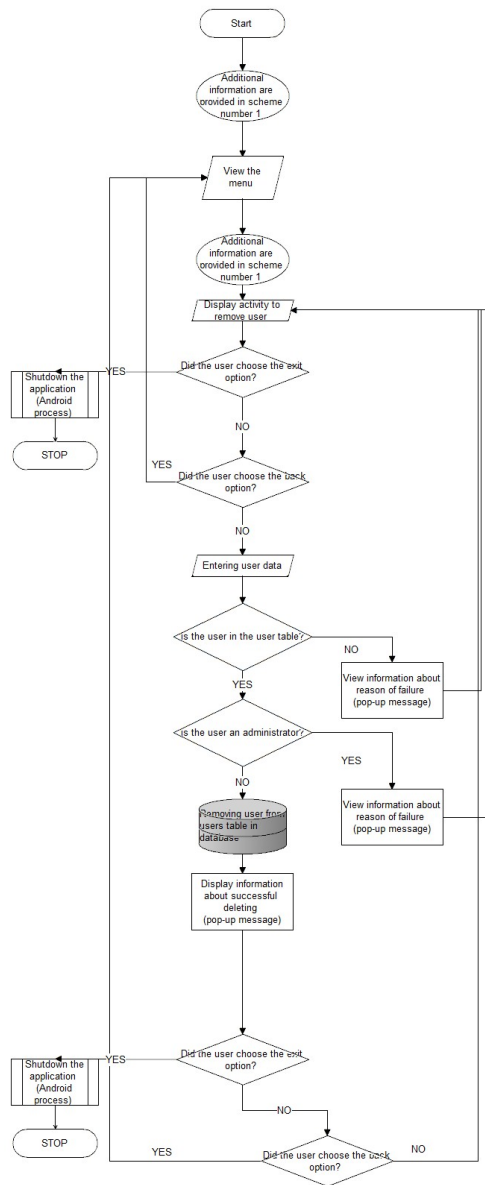 Start
Additional
information are
provided in scheme
number 1
View the
menu
Additional
information are
provided in scheme
number 1
Display activity to
remove user
Did the user choose the exit
option?
YES
Shutdown the
application
(Android
process)
STOP
NO
YES
Did the user choose the back
option?
NO
Entering user data
is the user in the user table?
NO
View information about
reason of failure
(pop-up message)
YES
is the user an administrator?
YES
View information about
reason of failure
(pop-up message)
NO
Removing user from
users table in
database
Display information
about successful
deleting
(pop-up message)
Did the user choose the exit
option?
YES
Shutdown the
application
(Android
process)
STOP
NO
YES
Did the user choose the back
option?
NO